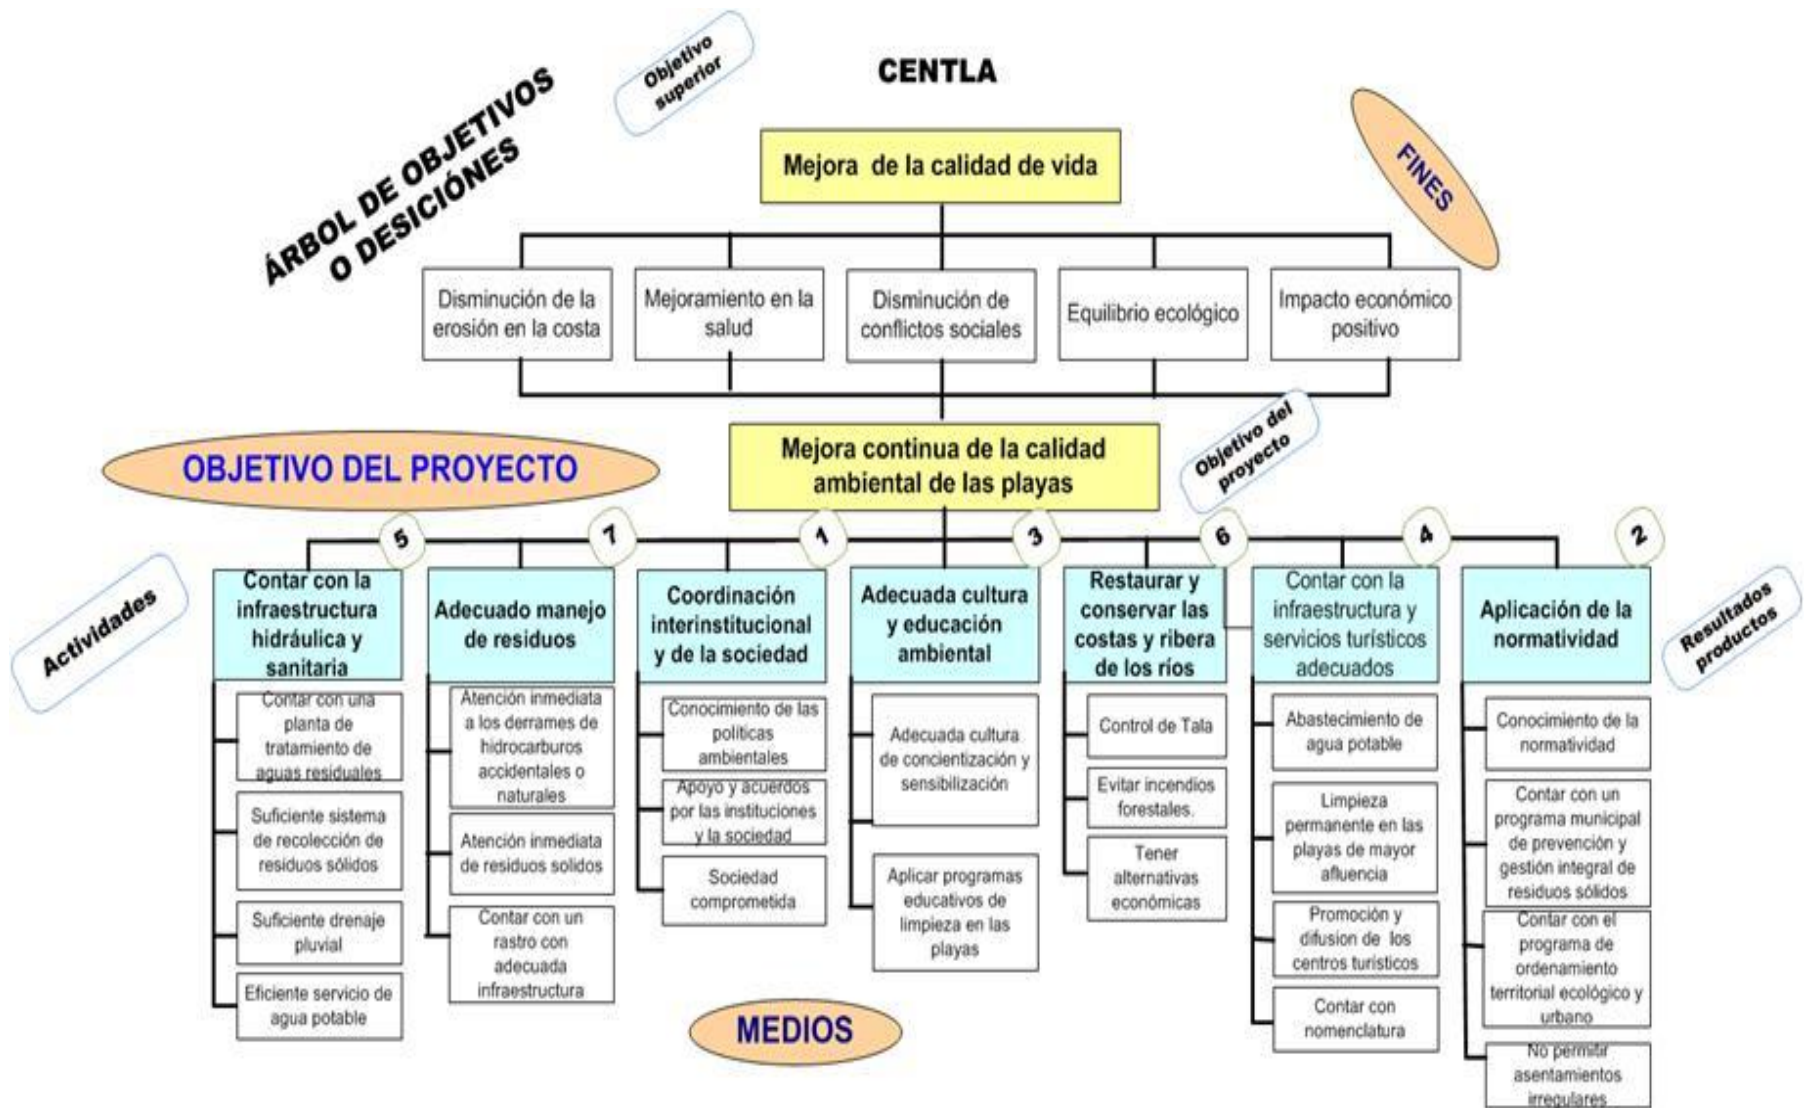 CENTLA
ÁRBOL DE OBJETIVOS
O DESICIÓNES
Objetivo
superior
FINES
Mejora de la calidad de vida
Disminución de la
erosión en la costa
Mejoramiento en la
salud
Disminución de
conflictos sociales
Equilibrio ecológico
Impacto económico
positivo
OBJETIVO DEL PROYECTO
Mejora continua de la calidad
ambiental de las playas
Objetivo del
proyecto
Actividades
Resultados
productos
5
Contar con la
infraestructura
hidráulica y
sanitaria
Contar con una
planta de
tratamiento de
aguas residuales
Suficiente sistema
de recolección de
residuos sólidos
Suficiente drenaje
pluvial
Eficiente servicio de
agua potable
7
Adecuado manejo
de residuos
Atención inmediata
a los derrames de
hidrocarburos
accidentales o
naturales
Atención inmediata
de residuos solidos
Contar con un
rastro con
adecuada
infraestructura
1
Coordinación
interinstitucional
y de la sociedad
Conocimiento de las
políticas
ambientales
Apoyo y acuerdos
por las instituciones
y la sociedad
Sociedad
comprometida
3
Adecuada cultura
y educación
ambiental
Adecuada cultura
de concientización y
sensibilización
Aplicar programas
educativos de
limpieza en las
playas
6
Restaurar y
conservar las
costas y ribera
de los ríos
Control de Tala
Evitar incendios
forestales.
Tener
alternativas
económicas
4
Contar con la
infraestructura y
servicios turísticos
adecuados
Abastecimiento de
agua potable
Limpieza
permanente en las
playas de mayor
afluencia
Promoción y
difusion de los
centros turísticos
Contar con
nomenclatura
2
Aplicación de la
normatividad
Conocimiento de la
normatividad
Contar con un
programa municipal
de prevención y
gestión integral de
residuos sólidos
Contar con el
programa de
ordenamiento
territorial ecológico y
urbano
No permitir
asentamientos
irregulares
MEDIOS